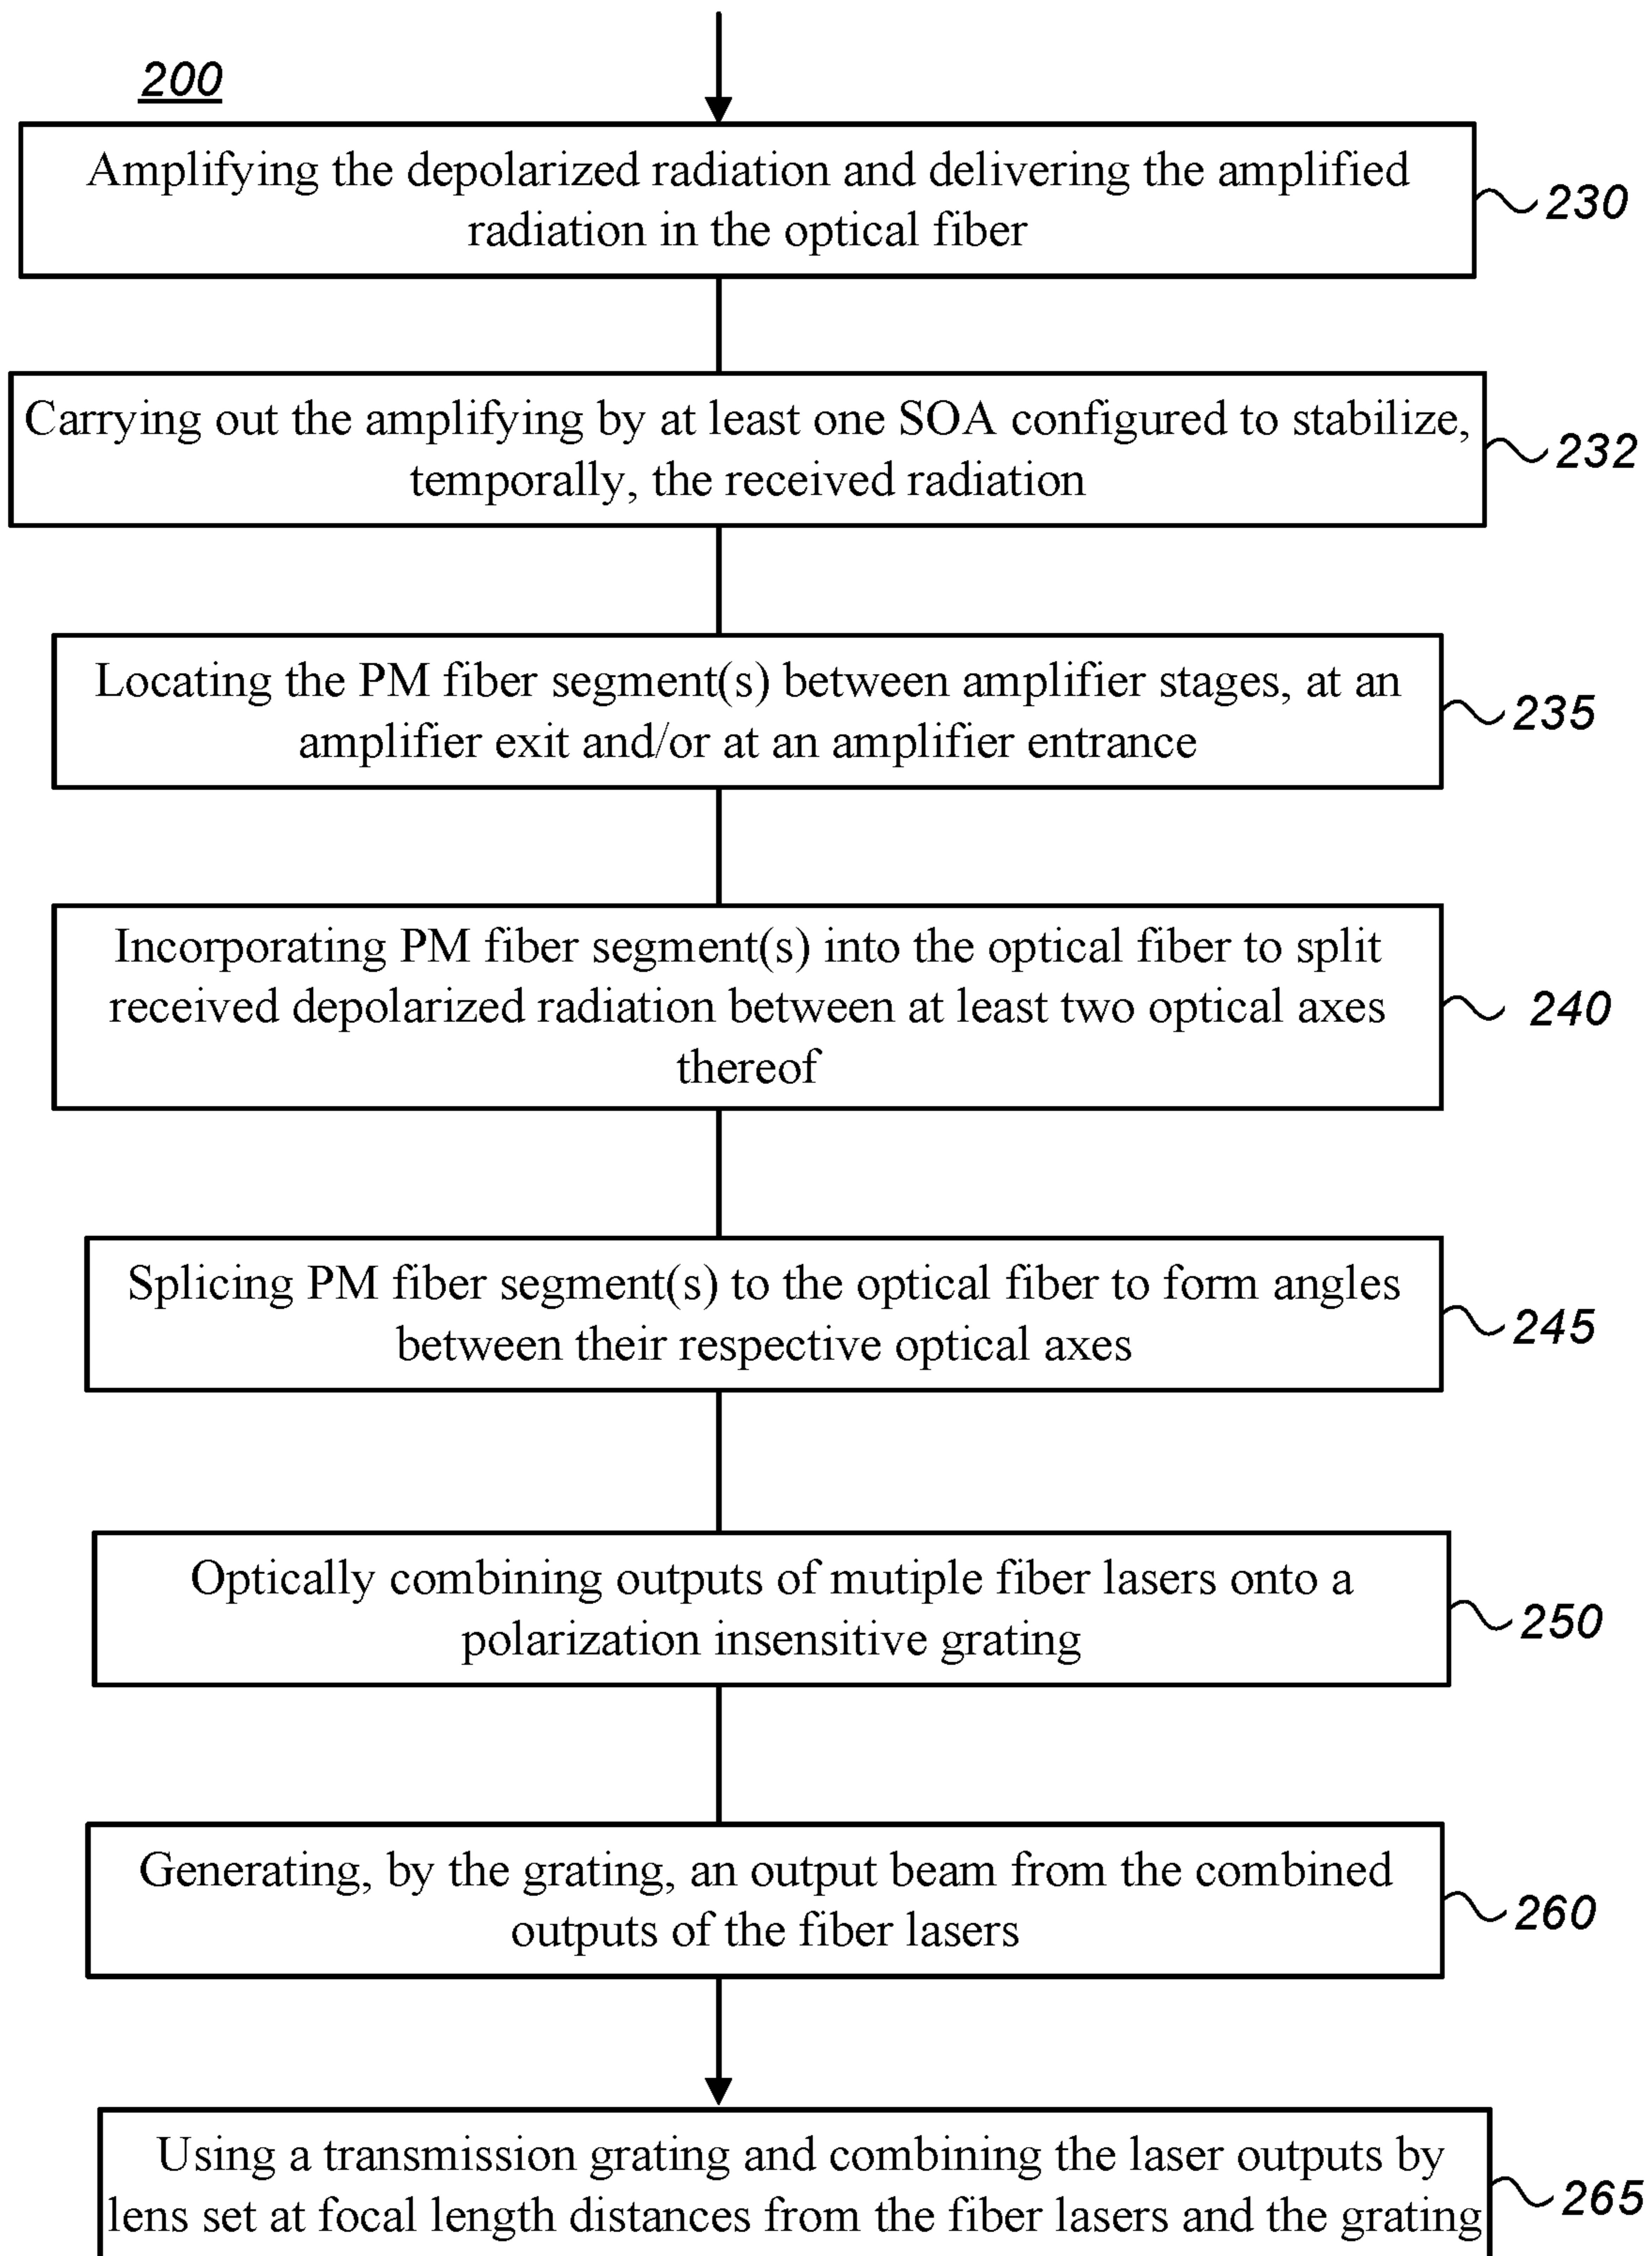 200
Amplifying the depolarized radiation and delivering the amplified
radiation in the optical fiber
230
Carrying out the amplifying by at least one SOA configured to stabilize,
temporally, the received radiation
232
Locating the PM fiber segment(s) between amplifier stages, at an
amplifier exit and/or at an amplifier entrance
235
Incorporating PM fiber segment(s) into the optical fiber to split
received depolarized radiation between at least two optical axes
thereof
240
Splicing PM fiber segment(s) to the optical fiber to form angles
between their respective optical axes
245
Optically combining outputs of mutiple fiber lasers onto a
polarization insensitive grating
250
Generating, by the grating, an output beam from the combined
outputs of the fiber lasers
260
Using a transmission grating and combining the laser outputs by
lens set at focal length distances from the fiber lasers and the grating
265